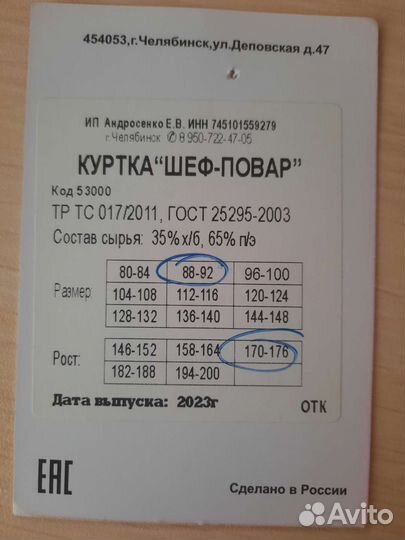 454053,г.Челябинск,ул.Деповская д.47
ИП Андросенко Е.В. ИНН 745101559279
г.Челябинск ✆ 8 950-722-47-05
КУРТКА“ШЕФ-ПОВАР”
Код 53000
ТР ТС 017/2011, ГОСТ 25295-2003
Состав сырья: 35% х/б, 65% п/э
80-84 88-92 96-100
Размер: 104-108 112-116 120-124
128-132 136-140 144-148
146-152 158-164 170-176
Рост: 182-188 194-200
Дата выпуска: 2023г ОТК
ЕАС Сделано в России
Avito